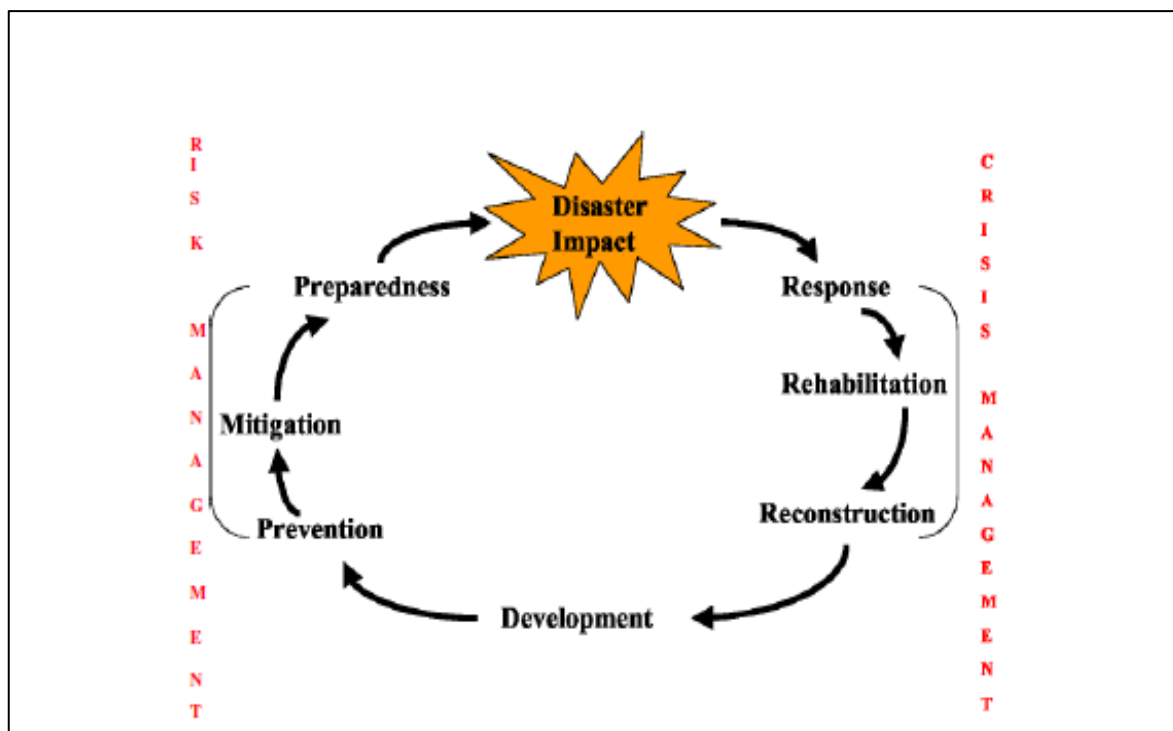 RISK MANAGEMENT
CRISIS MANAGEMENT
Disaster
Impact
Preparedness
Response
Rehabilitation
Mitigation
Reconstruction
Prevention
Development